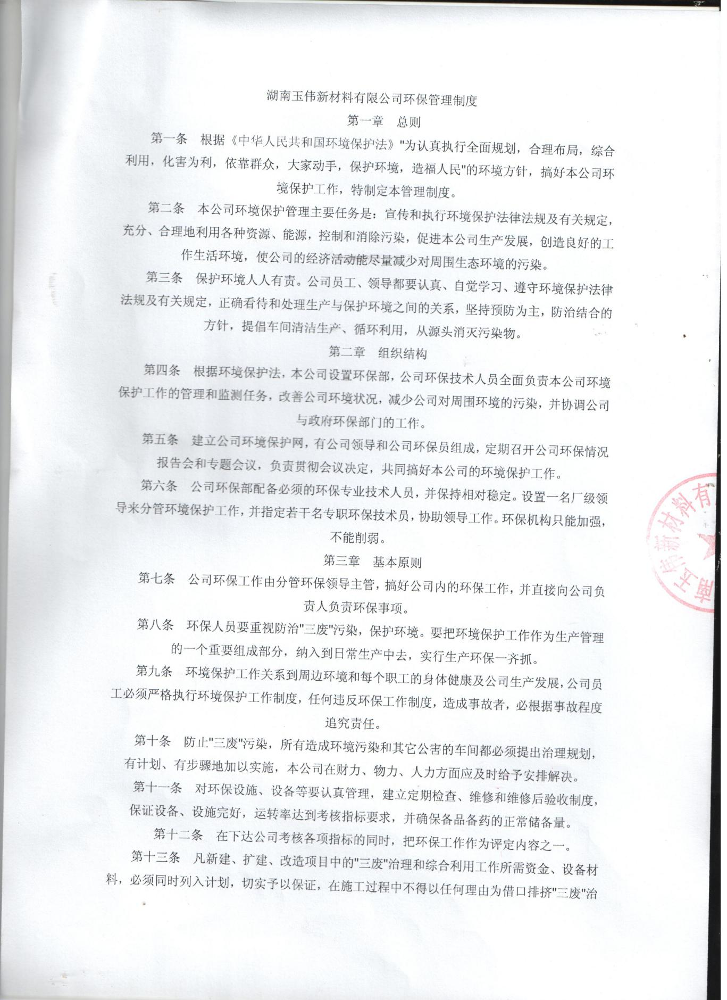 湖南玉伟新材料有限公司环保管理制度
第一章 总则
第一条 根据《中华人民共和国环境保护法》"为认真执行全面规划，合理布局，综合
利用，化害为利，依靠群众，大家动手，保护环境，造福人民"的环境方针，搞好本公司环
境保护工作，特制定本管理制度。
第二条 本公司环境保护管理主要任务是：宣传和执行环境保护法律法规及有关规定，
充分、合理地利用各种资源、能源，控制和消除污染，促进本公司生产发展，创造良好的工
作生活环境，使公司的经济活动能尽量减少对周围生态环境的污染。
第三条 保护环境人人有责。公司员工、领导都要认真、自觉学习、遵守环境保护法律
法规及有关规定，正确看待和处理生产与保护环境之间的关系，坚持预防为主，防治结合的
方针，提倡车间清洁生产、循环利用，从源头消灭污染物。
第二章 组织结构
第四条 根据环境保护法，本公司设置环保部，公司环保技术人员全面负责本公司环境
保护工作的管理和监测任务，改善公司环境状况，减少公司对周围环境的污染，并协调公司
与政府环保部门的工作。
第五条 建立公司环境保护网，有公司领导和公司环保员组成，定期召开公司环保情况
报告会和专题会议，负责贯彻会议决定，共同搞好本公司的环境保护工作。
第六条 公司环保部配备必须的环保专业技术人员，并保持相对稳定。设置一名厂级领
导来分管环境保护工作，并指定若干名专职环保技术员，协助领导工作。环保机构只能加强，
不能削弱。
第三章 基本原则
第七条 公司环保工作由分管环保领导主管，搞好公司内的环保工作，并直接向公司负
责人负责环保事项。
第八条 环保人员要重视防治"三废"污染，保护环境。要把环境保护工作作为生产管理
的一个重要组成部分，纳入到日常生产中去，实行生产环保一齐抓。
第九条 环境保护工作关系到周边环境和每个职工的身体健康及公司生产发展，公司员
工必须严格执行环境保护工作制度，任何违反环保工作制度，造成事故者，必根据事故程度
追究责任。
第十条 防止"三废"污染，所有造成环境污染和其它公害的车间都必须提出治理规划，
有计划、有步骤地加以实施，本公司在财力、物力、人力方面应及时给予安排解决。
第十一条 对环保设施、设备等要认真管理，建立定期检查、维修和维修后验收制度，
保证设备、设施完好，运转率达到考核指标要求，并确保备品备药的正常储备量。
第十二条 在下达公司考核各项指标的同时，把环保工作作为评定内容之一。
第十三条 凡新建、扩建、改造项目中的"三废"治理和综合利用工作所需资金、设备材
料，必须同时列入计划，切实予以保证，在施工过程中不得以任何理由为借口排挤"三废"治
南玉伟新材料有